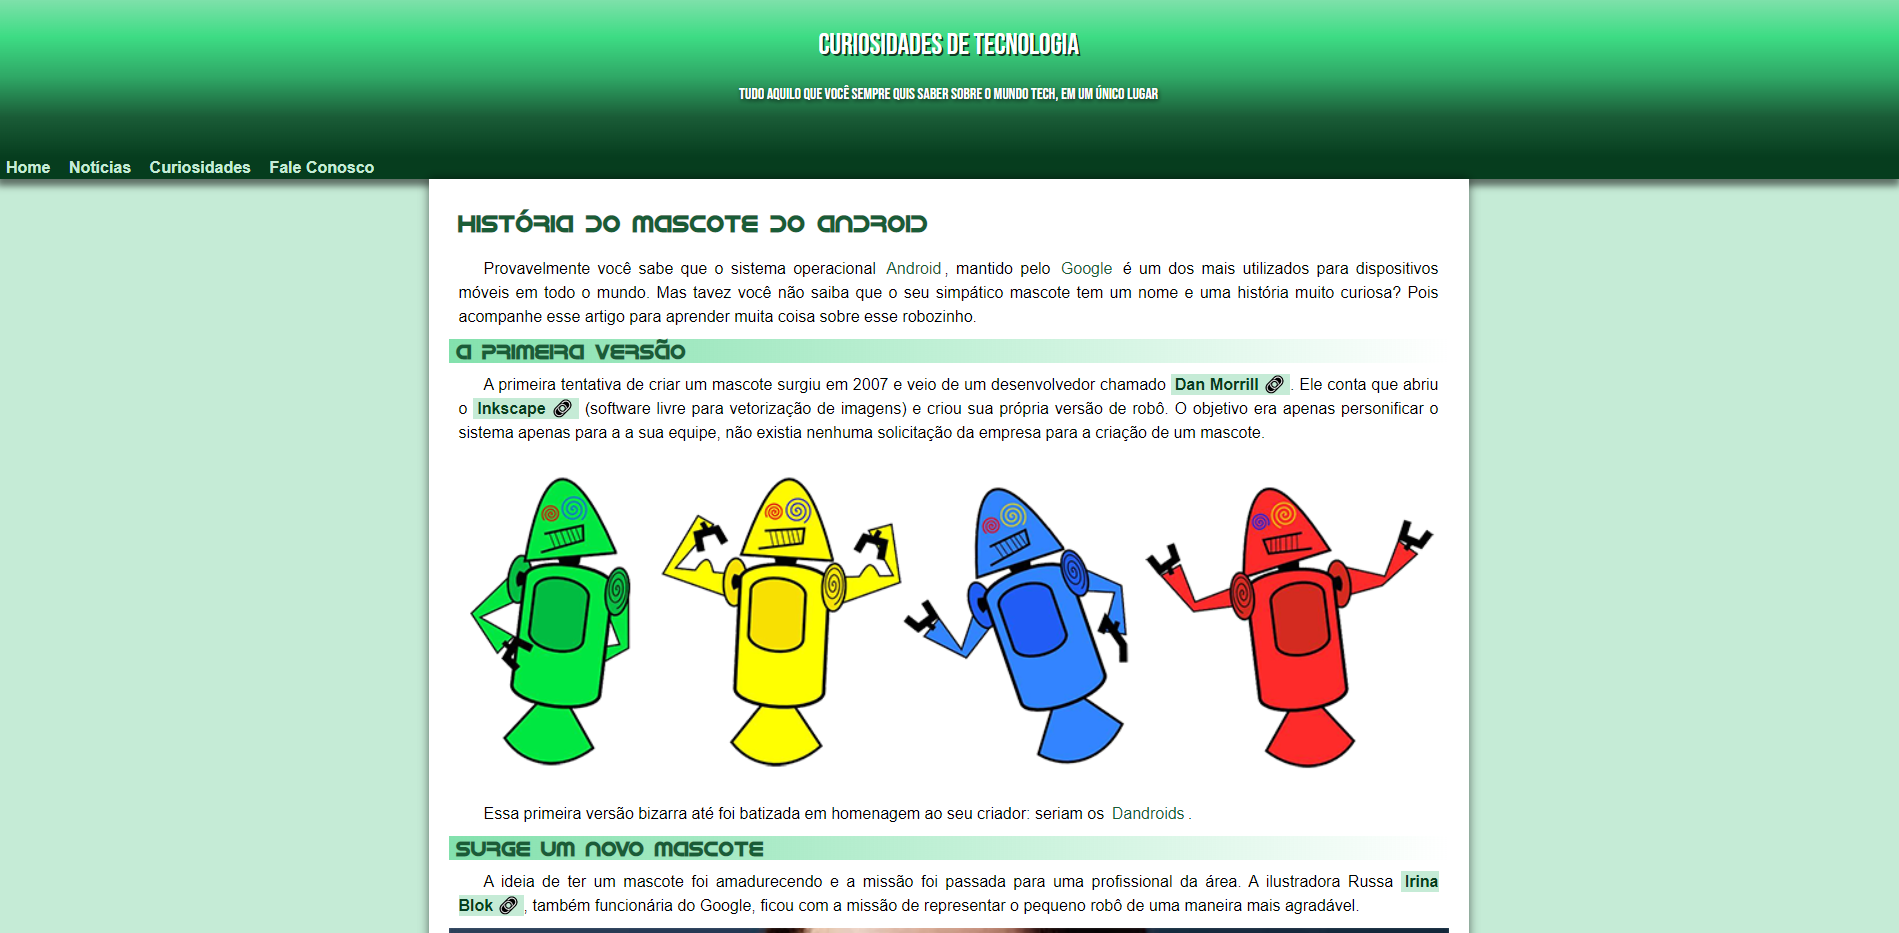 CURIOSIDADES DE TECNOLOGIA
TUDO AQUILO QUE VOCÊ SEMPRE QUIS SABER SOBRE O MUNDO TECH, EM UM ÚNICO LUGAR
Home Notícias Curiosidades Fale Conosco
HISTÓRIA DO MASCOTE DO ANDROID
Provavelmente você sabe que o sistema operacional Android, mantido pelo Google é um dos mais utilizados para dispositivos
móveis em todo o mundo. Mas tavez você não saiba que o seu simpático mascote tem um nome e uma história muito curiosa? Pois
acompanhe esse artigo para aprender muita coisa sobre esse robozinho.
A PRIMEIRA VERSÃO
A primeira tentativa de criar um mascote surgiu em 2007 e veio de um desenvolvedor chamado Dan Morrill. Ele conta que abriu
o Inkscape (software livre para vetorização de imagens) e criou sua própria versão de robô. O objetivo era apenas personificar o
sistema apenas para a a sua equipe, não existia nenhuma solicitação da empresa para a criação de um mascote.
Essa primeira versão bizarra até foi batizada em homenagem ao seu criador: seriam os Dandroids.
SURGE UM NOVO MASCOTE
A ideia de ter um mascote foi amadurecendo e a missão foi passada para uma profissional da área. A ilustradora Russa Irina
Blok, também funcionária do Google, ficou com a missão de representar o pequeno robô de uma maneira mais agradável.